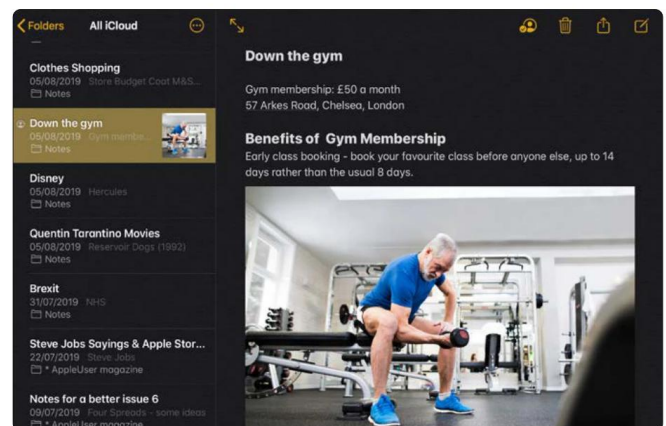 Folders
All iCloud
Clothes Shopping
05/08/2019 Store Budget Coat M&S...
Notes
Down the gym
05/08/2019 Gym membe...
Notes
Disney
05/08/2019 Hercules
Notes
Quentin Tarantino Movies
05/08/2019 Reservoir Dogs (1992)
Notes
Brexit
31/07/2019 NHS
Notes
Steve Jobs Sayings & Apple Stor...
22/07/2019 Steve Jobs
* AppleUser magazine
Notes for a better issue 6
09/07/2019 Four Spreads - some ideas
* AppleUser magazine
Down the gym
Gym membership: £50 a month
57 Arkes Road, Chelsea, London
Benefits of Gym Membership
Early class booking - book your favourite class before anyone else, up to 14
days rather than the usual 8 days.